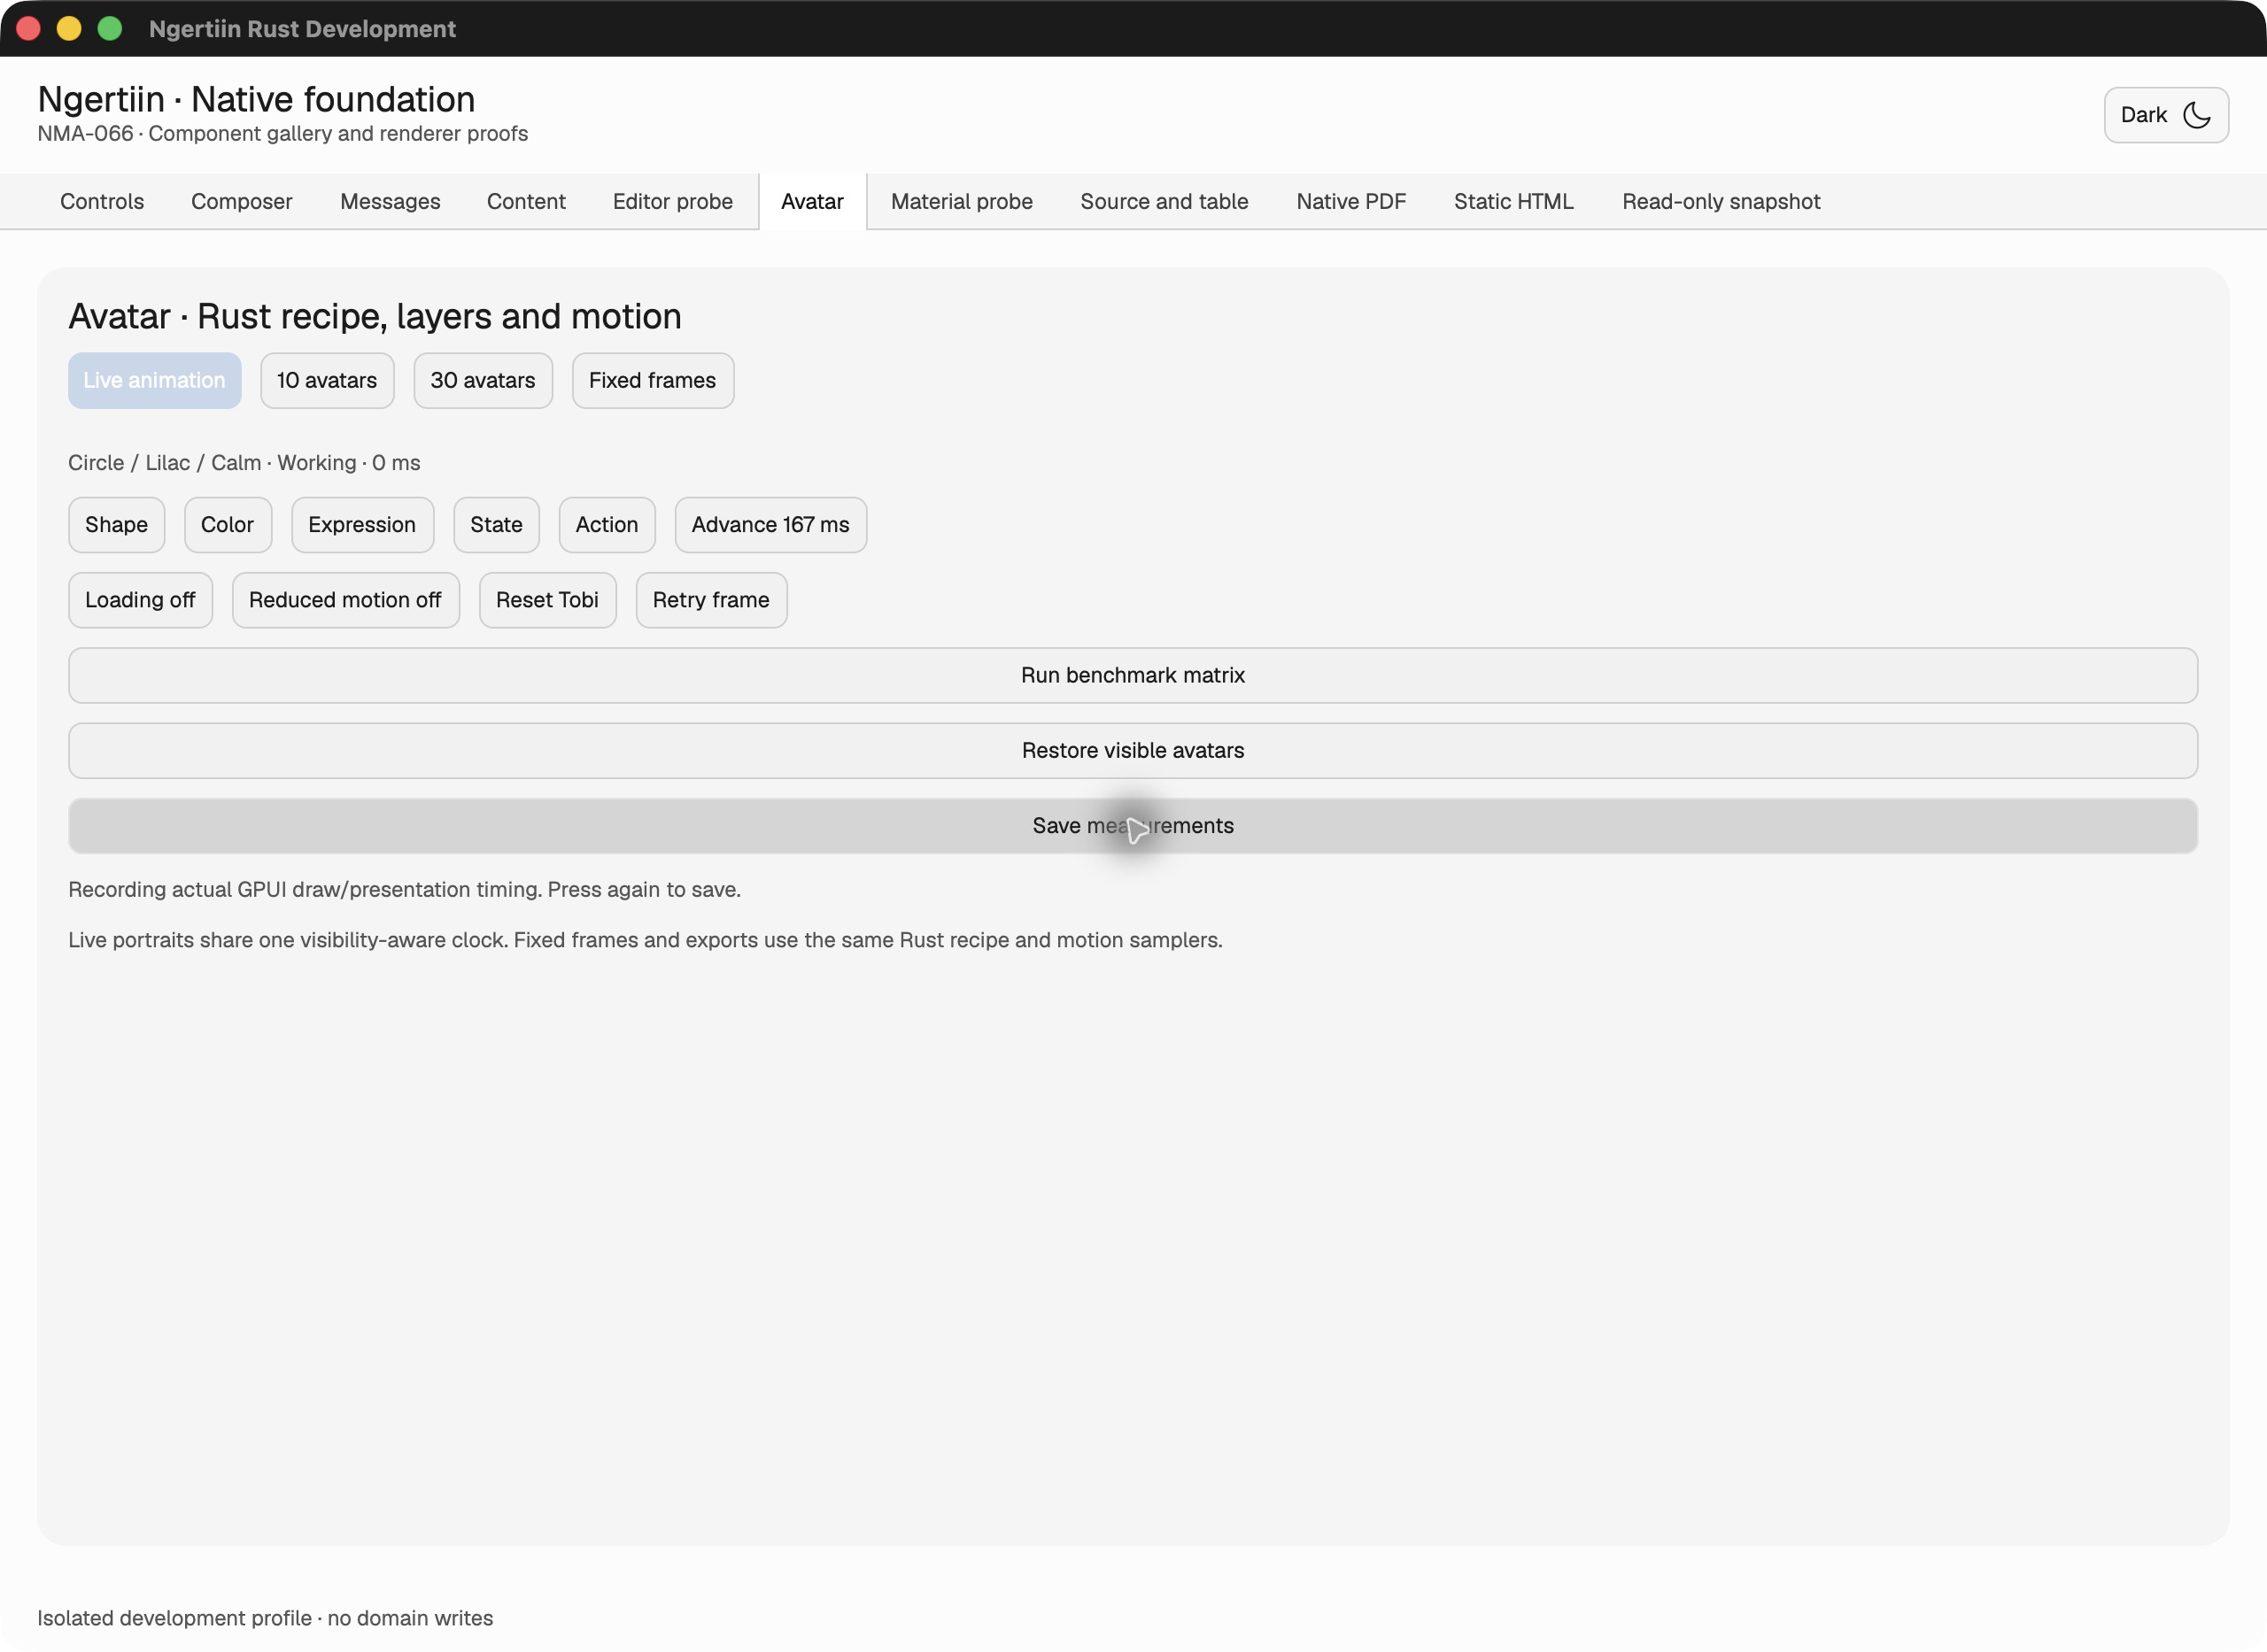 Ngertiin Rust Development
Ngertiin · Native foundation
NMA-066 · Component gallery and renderer proofs
Dark
Controls Composer Messages Content Editor probe Avatar Material probe Source and table Native PDF Static HTML Read-only snapshot
Avatar · Rust recipe, layers and motion
Live animation 10 avatars 30 avatars Fixed frames
Circle / Lilac / Calm · Working · 0 ms
Shape Color Expression State Action Advance 167 ms
Loading off Reduced motion off Reset Tobi Retry frame
Run benchmark matrix
Restore visible avatars
Save measurements
Recording actual GPUI draw/presentation timing. Press again to save.
Live portraits share one visibility-aware clock. Fixed frames and exports use the same Rust recipe and motion samplers.
Isolated development profile · no domain writes